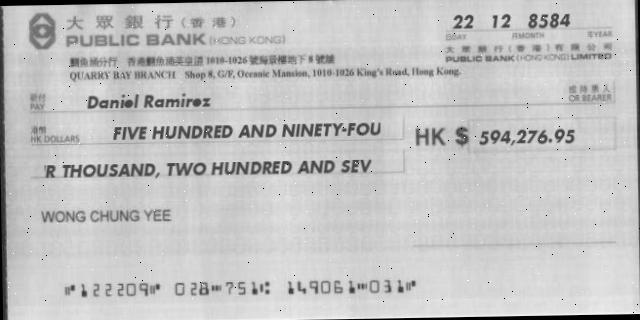 大眾銀行(香港)
PUBLIC BANK (HONG KONG)
22 12 8584
日DAY 月MONTH 年YEAR
大眾銀行(香港)有限公司
PUBLIC BANK (HONG KONG) LIMITED
鰂魚涌分行 香港鰂魚涌英皇道 1010-1026 號海景樓地下 8 號舖
QUARRY BAY BRANCH Shop 8, G/F, Oceanic Mansion, 1010-1026 King's Road, Hong Kong.
祈付
PAY Daniel Ramirez
或持票人
OR BEARER
港幣
HK DOLLARS FIVE HUNDRED AND NINETY-FOU
HK $ 594,276.95
R THOUSAND, TWO HUNDRED AND SEV
WONG CHUNG YEE
⑈122209⑈ 028⑉751⑆ 149061⑈031⑈